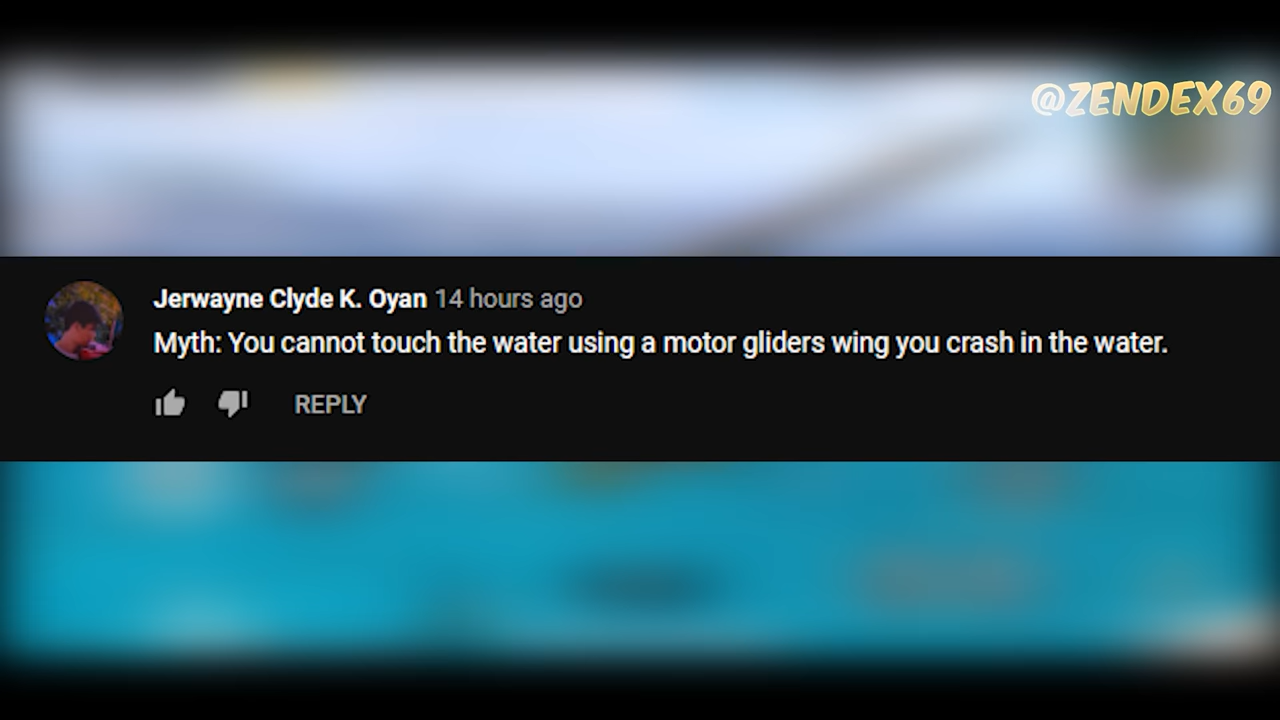 @ZENDEX69
Jerwayne Clyde K. Oyan 14 hours ago
Myth: You cannot touch the water using a motor gliders wing you crash in the water.
REPLY